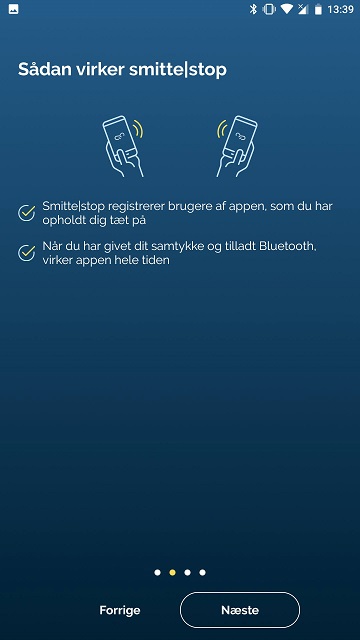 13:39
Sådan virker smitte|stop
Smitte|stop registrerer brugere af appen, som du har
opholdt dig tæt på
Når du har givet dit samtykke og tilladt Bluetooth,
virker appen hele tiden
Forrige
Næste